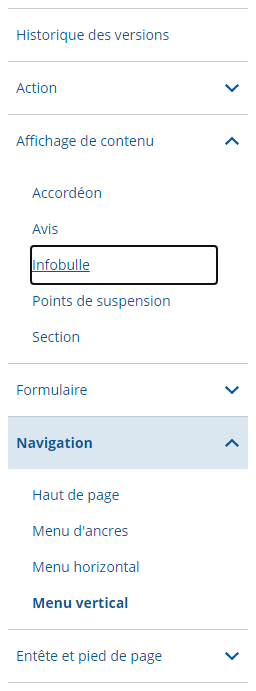 Historique des versions
Action
Affichage de contenu
Accordéon
Avis
Infobulle
Points de suspension
Section
Formulaire
Navigation
Haut de page
Menu d'ancres
Menu horizontal
Menu vertical
Entête et pied de page